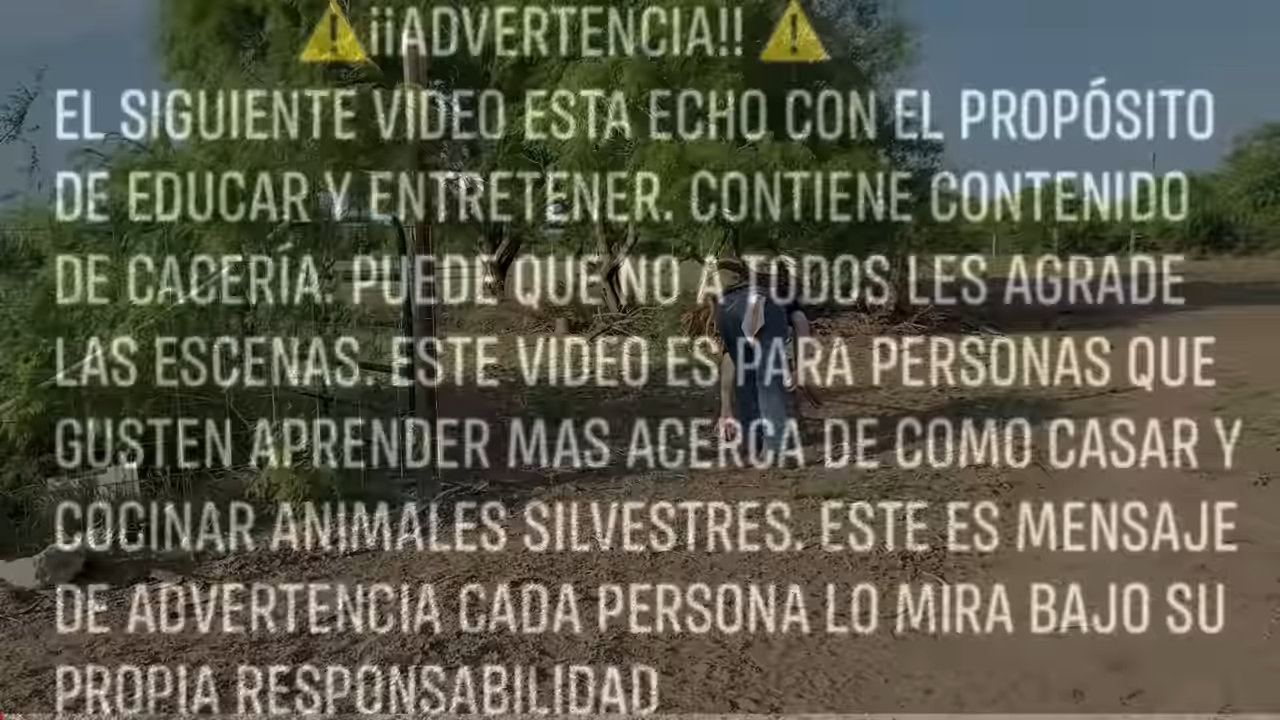 ⚠️¡¡ADVERTENCIA!! ⚠️
EL SIGUIENTE VIDEO ESTA ECHO CON EL PROPÓSITO
DE EDUCAR Y ENTRETENER. CONTIENE CONTENIDO
DE CACERÍA. PUEDE QUE NO A TODOS LES AGRADE
LAS ESCENAS. ESTE VIDEO ES PARA PERSONAS QUE
GUSTEN APRENDER MAS ACERCA DE COMO CASAR Y
COCINAR ANIMALES SILVESTRES. ESTE ES MENSAJE
DE ADVERTENCIA CADA PERSONA LO MIRA BAJO SU
PROPIA RESPONSABILIDAD